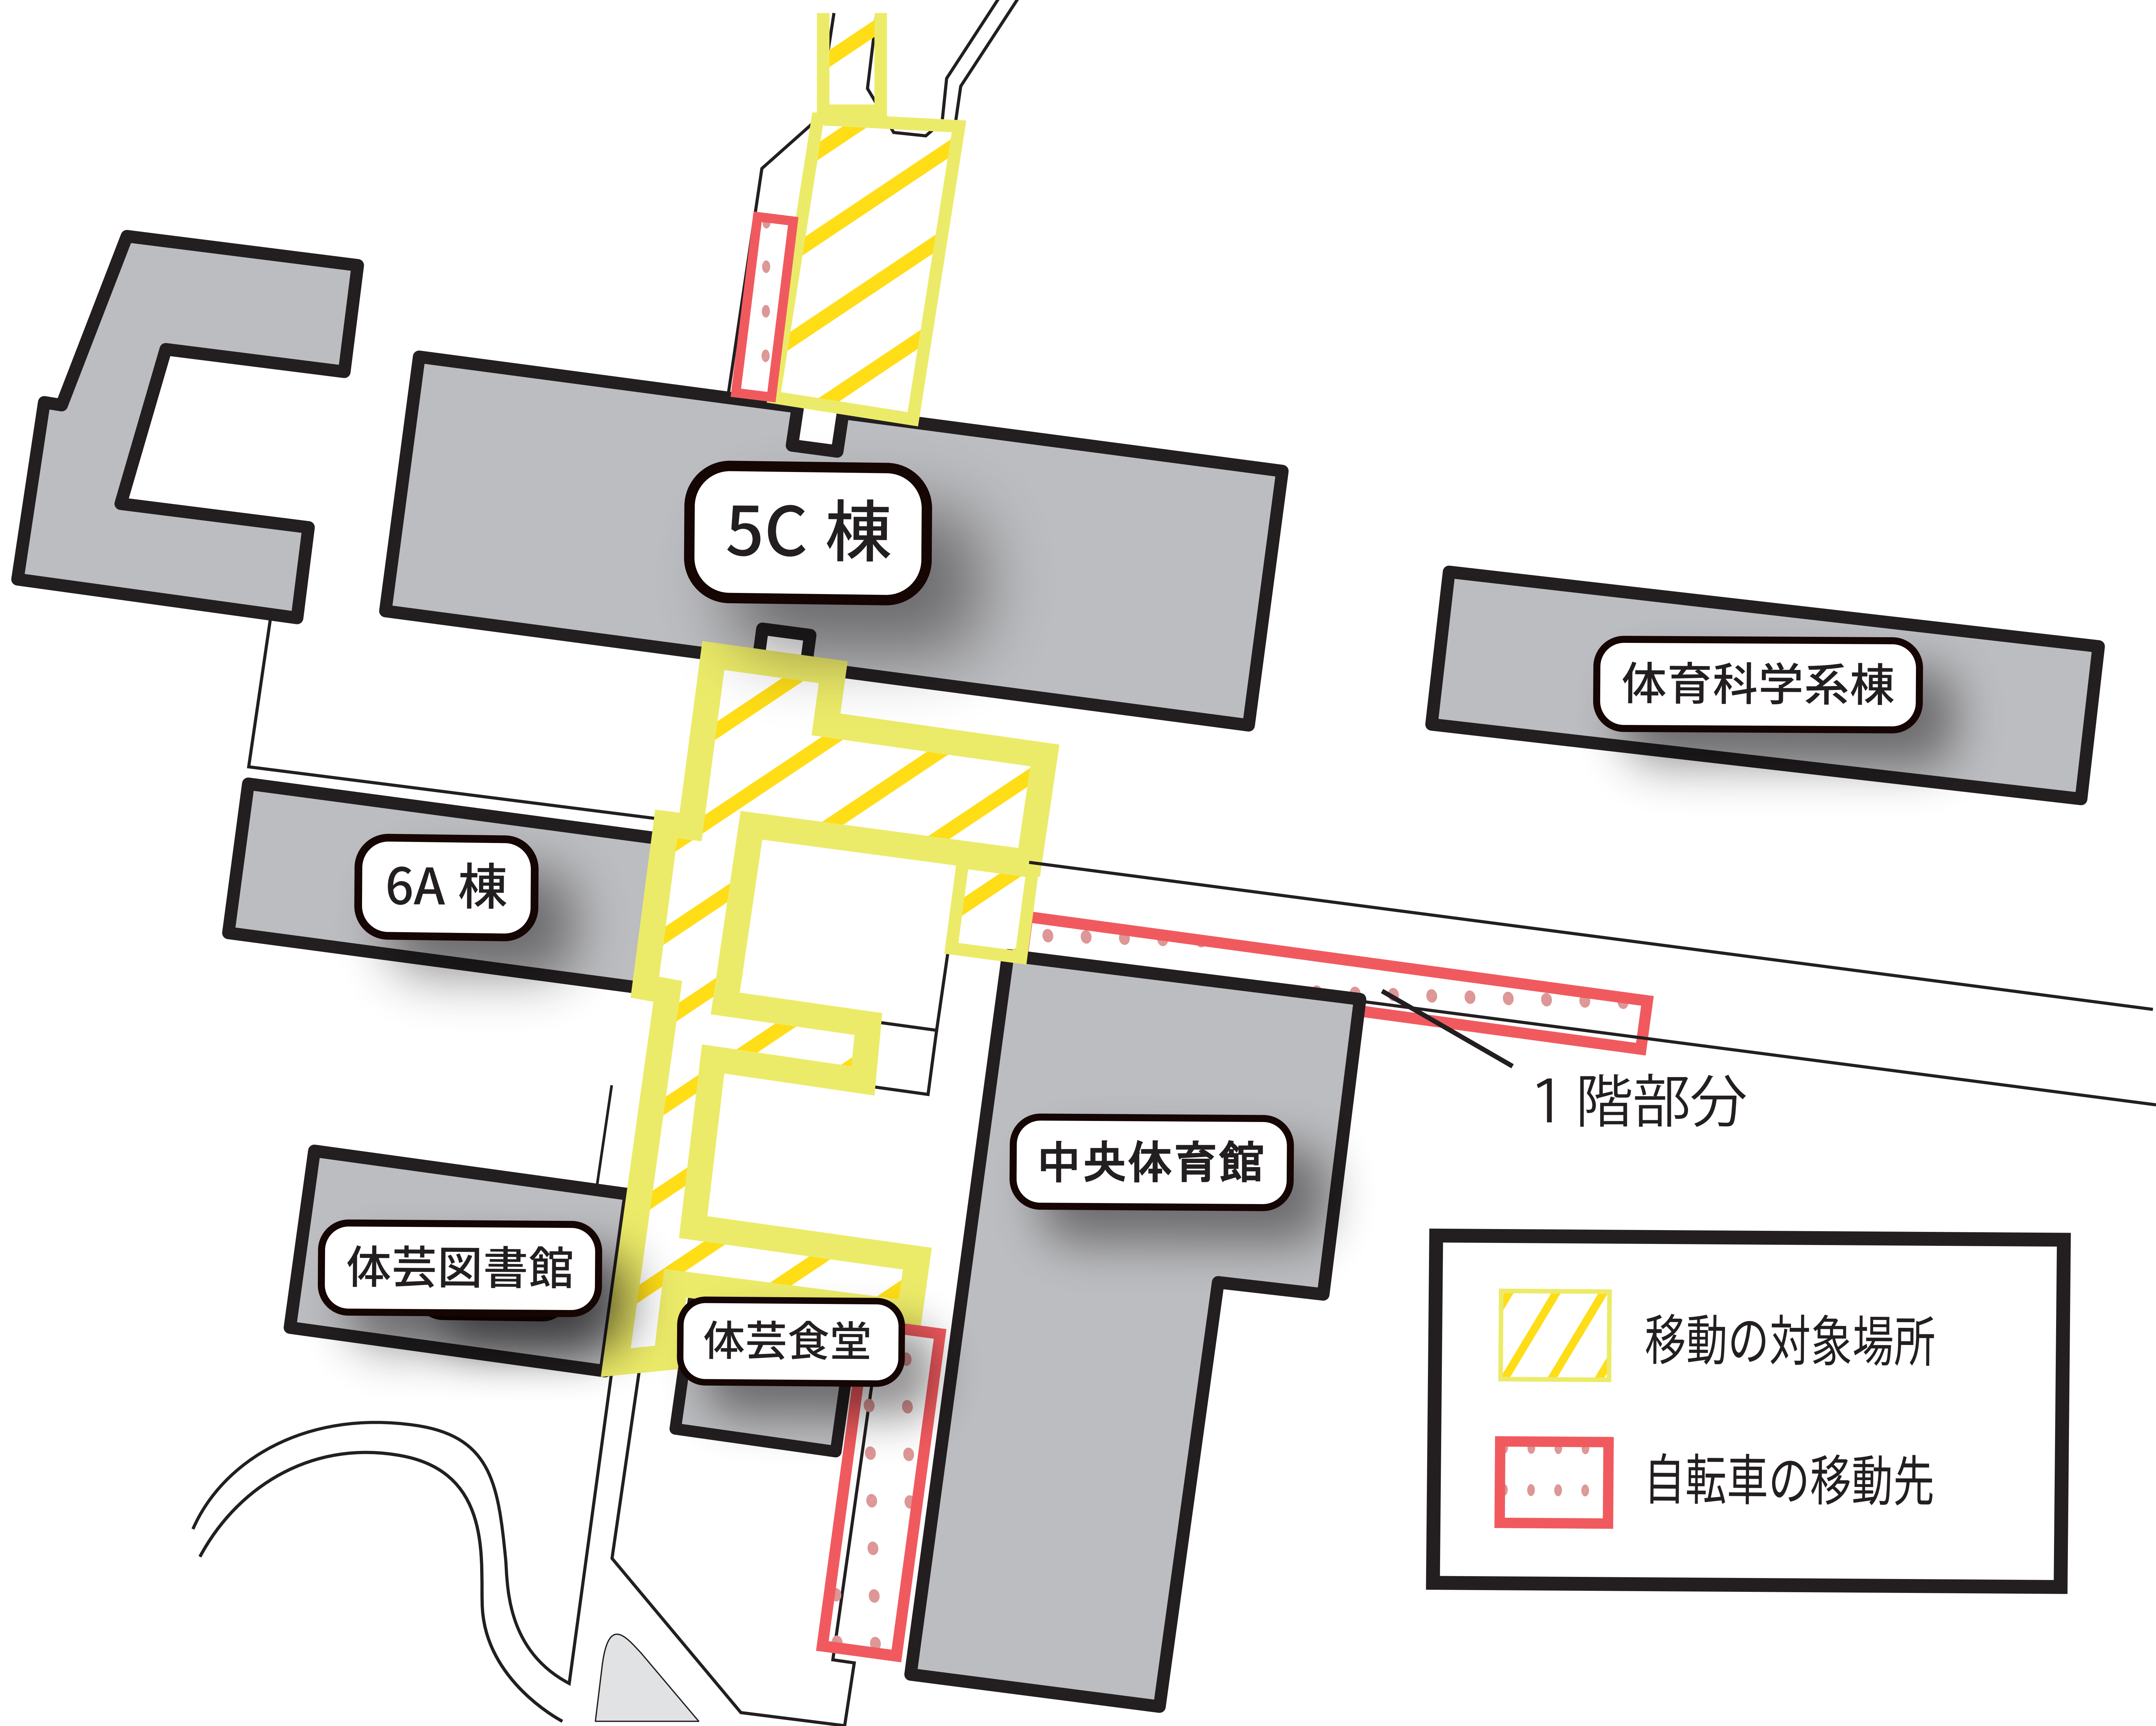 5C 棟
体育科学系棟
6A 棟
1 階部分
中央体育館
体芸図書館
体芸食堂
移動の対象場所
自転車の移動先